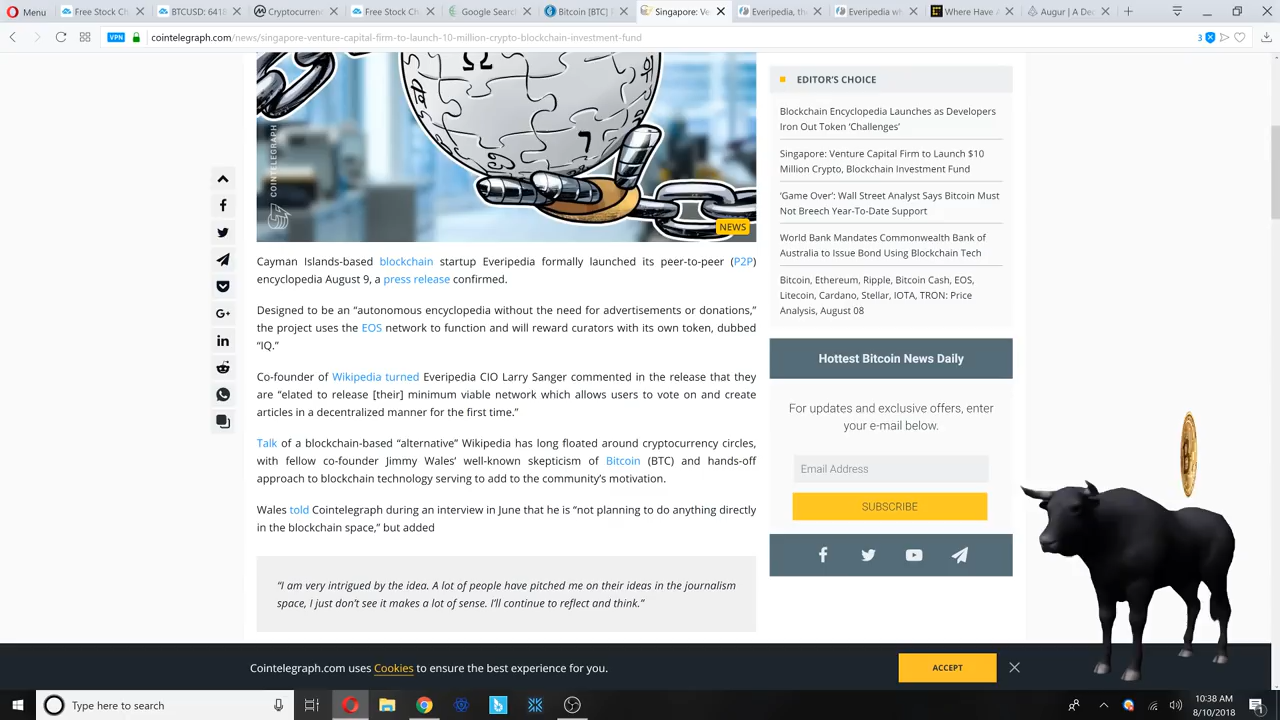 Menu
Free Stock Ch
BTCUSD: 6418
Cryptocurrenc
Free Stock Ch
Google Search
Bitcoin [BTC]
Singapore: Ve
Everipedia, the
Everipedia wh
Where Have A
Augur | A Dec
VPN
cointelegraph.com/news/singapore-venture-capital-firm-to-launch-10-million-crypto-blockchain-investment-fund
3
COINTELEGRAPH
NEWS
Cayman Islands-based blockchain startup Everipedia formally launched its peer-to-peer (P2P)
encyclopedia August 9, a press release confirmed.
Designed to be an “autonomous encyclopedia without the need for advertisements or donations,”
the project uses the EOS network to function and will reward curators with its own token, dubbed
“IQ.”
Co-founder of Wikipedia turned Everipedia CIO Larry Sanger commented in the release that they
are “elated to release [their] minimum viable network which allows users to vote on and create
articles in a decentralized manner for the first time.”
Talk of a blockchain-based “alternative” Wikipedia has long floated around cryptocurrency circles,
with fellow co-founder Jimmy Wales’ well-known skepticism of Bitcoin (BTC) and hands-off
approach to blockchain technology serving to add to the community’s motivation.
Wales told Cointelegraph during an interview in June that he is “not planning to do anything directly
in the blockchain space,” but added
“I am very intrigued by the idea. A lot of people have pitched me on their ideas in the journalism
space, I just don’t see it makes a lot of sense. I’ll continue to reflect and think.”
EDITOR'S CHOICE
Blockchain Encyclopedia Launches as Developers
Iron Out Token ‘Challenges’
Singapore: Venture Capital Firm to Launch $10
Million Crypto, Blockchain Investment Fund
‘Game Over’: Wall Street Analyst Says Bitcoin Must
Not Breech Year-To-Date Support
World Bank Mandates Commonwealth Bank of
Australia to Issue Bond Using Blockchain Tech
Bitcoin, Ethereum, Ripple, Bitcoin Cash, EOS,
Litecoin, Cardano, Stellar, IOTA, TRON: Price
Analysis, August 08
Hottest Bitcoin News Daily
For updates and exclusive offers, enter
your e-mail below.
Email Address
SUBSCRIBE
Cointelegraph.com uses Cookies to ensure the best experience for you.
ACCEPT
Type here to search
10:38 AM
8/10/2018